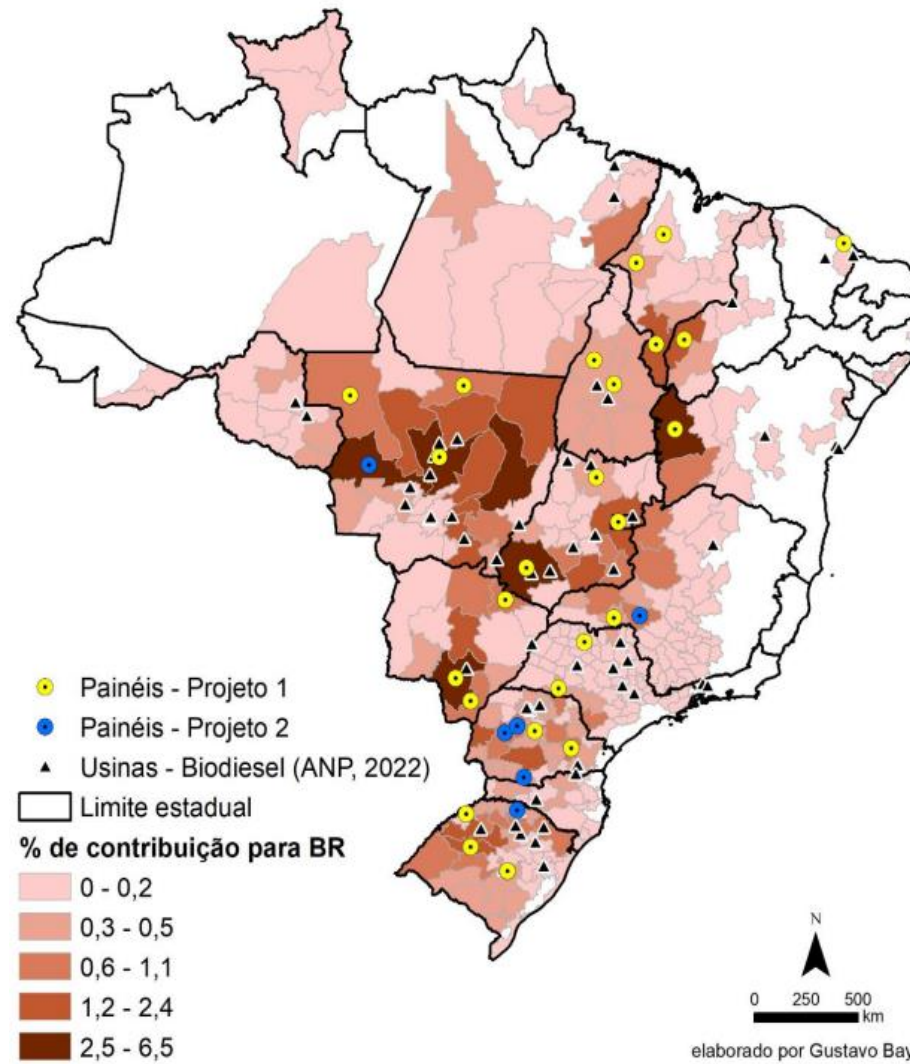 Painéis - Projeto 1
Painéis - Projeto 2
Usinas - Biodiesel (ANP, 2022)
Limite estadual
% de contribuição para BR
0 - 0,2
0,3 - 0,5
0,6 - 1,1
1,2 - 2,4
2,5 - 6,5
N
0 250 500
km
elaborado por Gustavo Bay